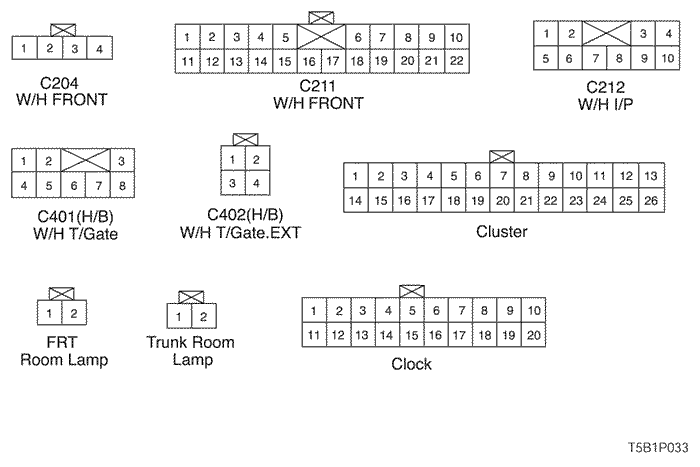 1 2 3 4
C204
W/H FRONT
1 2 3 4 5 6 7 8 9 10
11 12 13 14 15 16 17 18 19 20 21 22
C211
W/H FRONT
1 2 3 4
5 6 7 8 9 10
C212
W/H I/P
1 2 3
4 5 6 7 8
C401(H/B)
W/H T/Gate
1 2
3 4
C402(H/B)
W/H T/Gate.EXT
1 2 3 4 5 6 7 8 9 10 11 12 13
14 15 16 17 18 19 20 21 22 23 24 25 26
Cluster
1 2
FRT
Room Lamp
1 2
Trunk Room
Lamp
1 2 3 4 5 6 7 8 9 10
11 12 13 14 15 16 17 18 19 20
Clock
T5B1P033